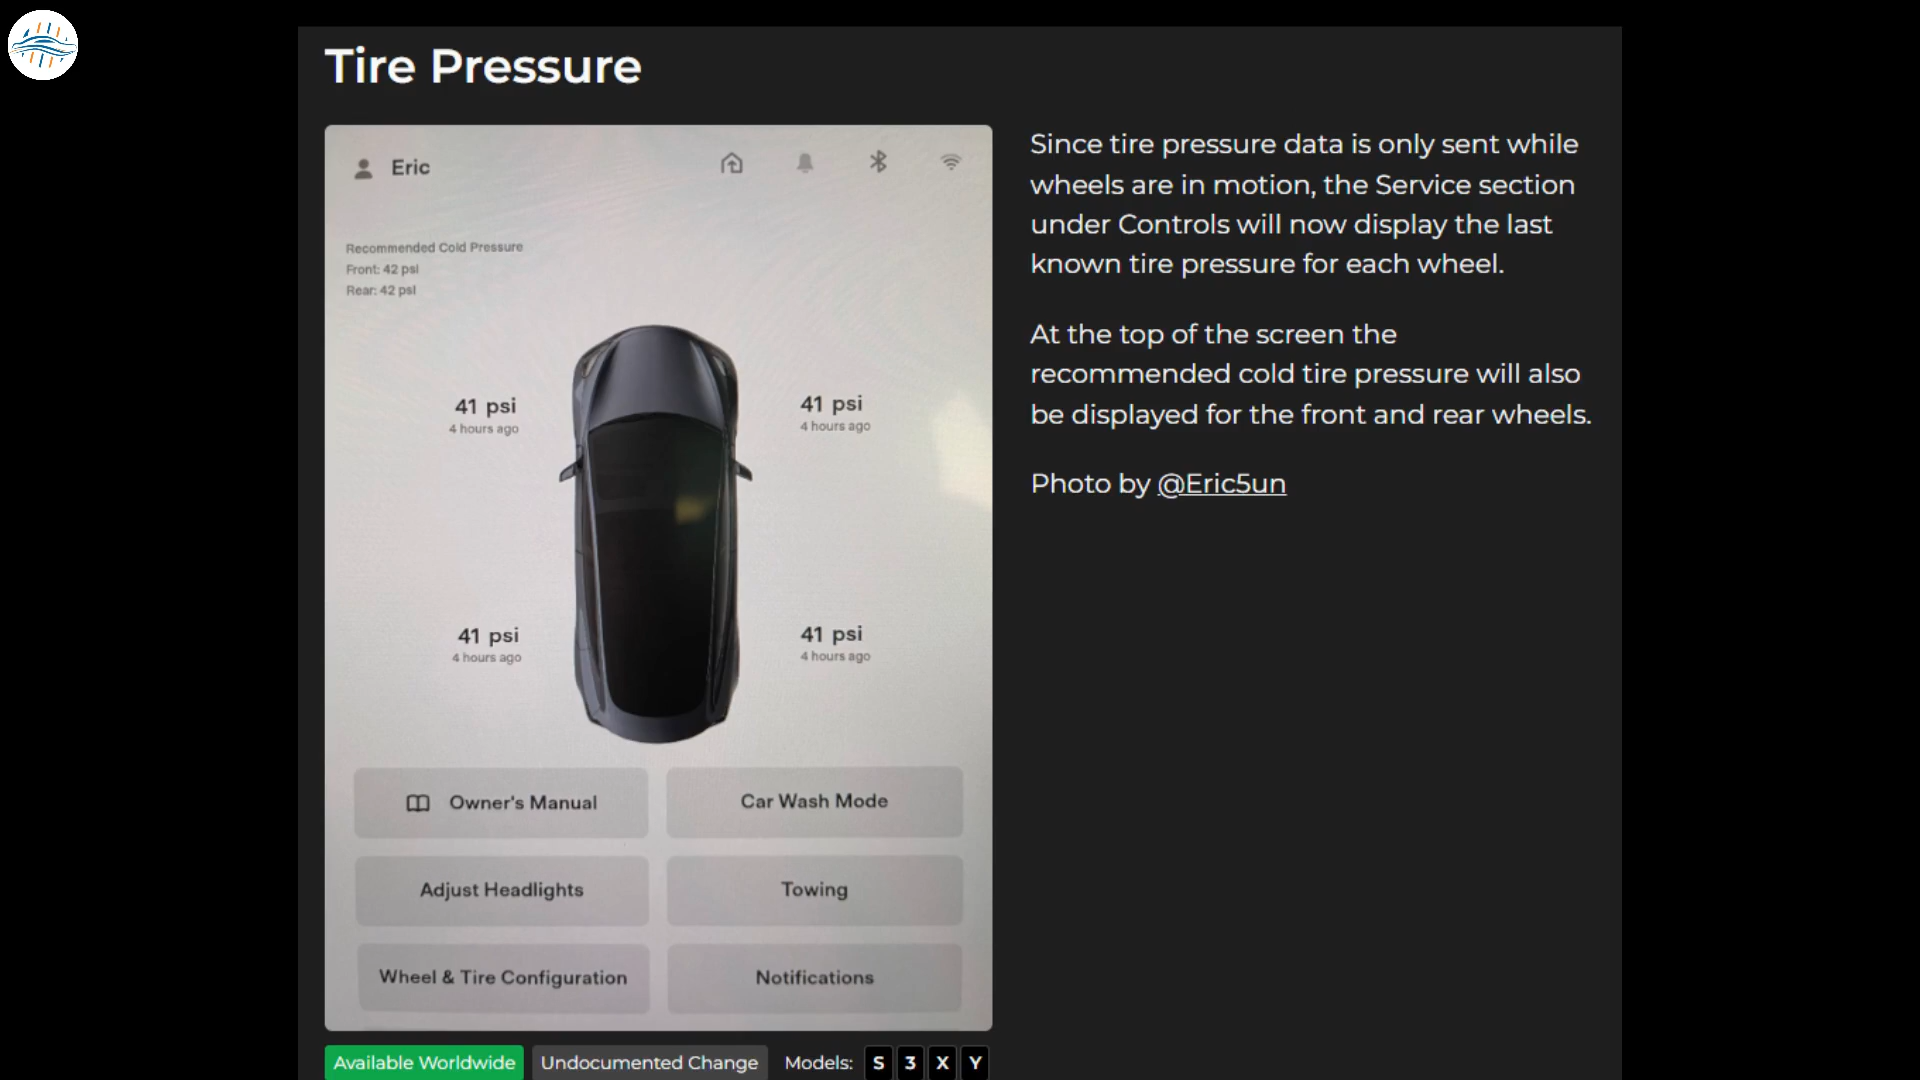 Tire Pressure
Eric
Recommended Cold Pressure
Front: 42 psi
Rear: 42 psi
41 psi
4 hours ago
41 psi
4 hours ago
41 psi
4 hours ago
41 psi
4 hours ago
Owner's Manual
Car Wash Mode
Adjust Headlights
Towing
Wheel & Tire Configuration
Notifications
Since tire pressure data is only sent while
wheels are in motion, the Service section
under Controls will now display the last
known tire pressure for each wheel.
At the top of the screen the
recommended cold tire pressure will also
be displayed for the front and rear wheels.
Photo by @Eric5un
Available Worldwide
Undocumented Change
Models: S 3 X Y